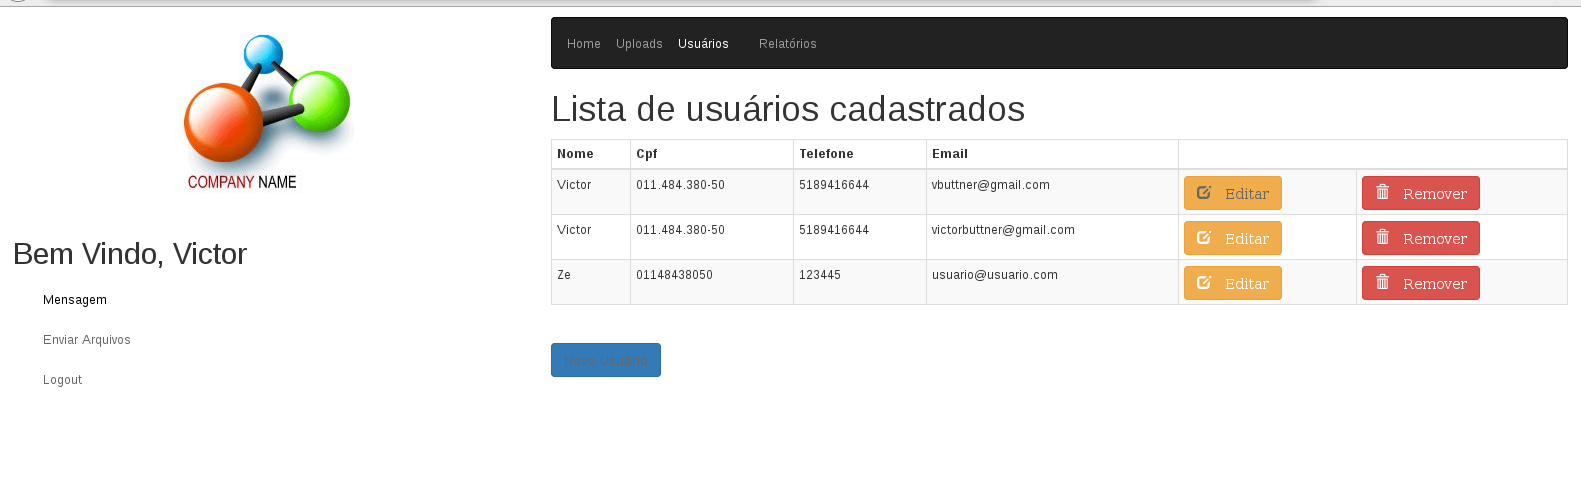 COMPANY NAME
Bem Vindo, Victor
Mensagem
Enviar Arquivos
Logout
Home Uploads Usuários Relatórios
Lista de usuários cadastrados
Nome Cpf Telefone Email
Victor 011.484.380-50 5189416644 vbuttner@gmail.com Editar Remover
Victor 011.484.380-50 5189416644 victorbuttner@gmail.com Editar Remover
Ze 01148438050 123445 usuario@usuario.com Editar Remover
Novo usuário